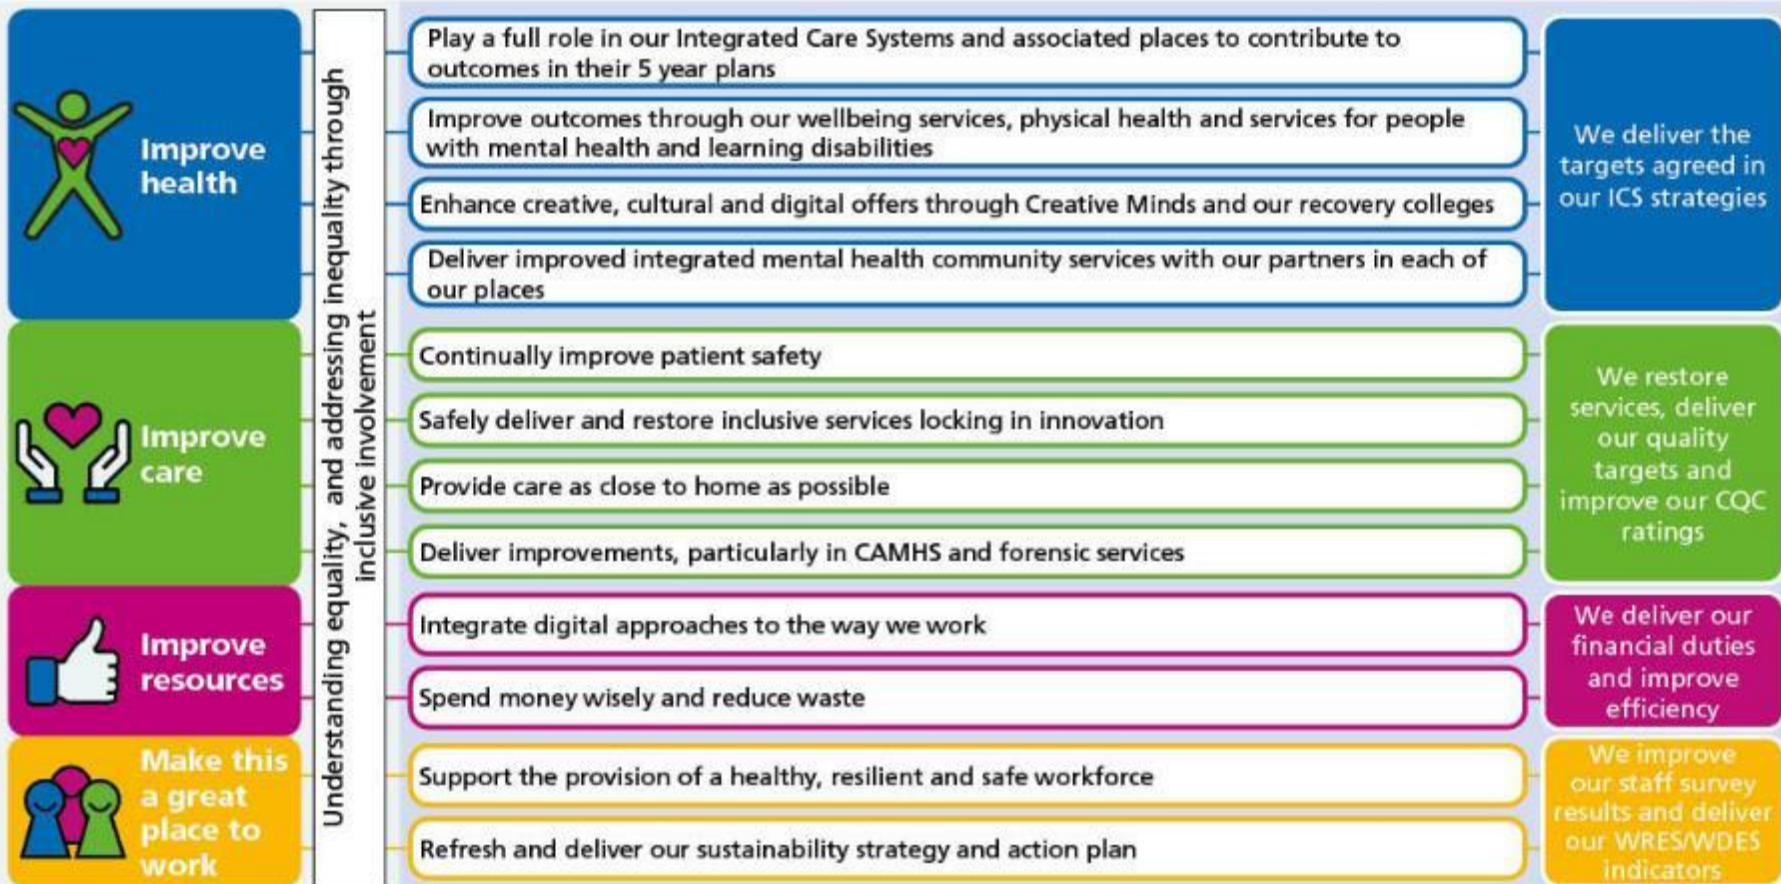 Improve
health
Understanding equality, and addressing inequality through
inclusive involvement
Play a full role in our Integrated Care Systems and associated places to contribute to
outcomes in their 5 year plans
Improve outcomes through our wellbeing services, physical health and services for people
with mental health and learning disabilities
Enhance creative, cultural and digital offers through Creative Minds and our recovery colleges
Deliver improved integrated mental health community services with our partners in each of
our places
We deliver the
targets agreed in
our ICS strategies
Improve
care
Continually improve patient safety
Safely deliver and restore inclusive services locking in innovation
Provide care as close to home as possible
Deliver improvements, particularly in CAMHS and forensic services
We restore
services, deliver
our quality
targets and
improve our CQC
ratings
Improve
resources
Integrate digital approaches to the way we work
Spend money wisely and reduce waste
We deliver our
financial duties
and improve
efficiency
Make this
a great
place to
work
Support the provision of a healthy, resilient and safe workforce
Refresh and deliver our sustainability strategy and action plan
We improve
our staff survey
results and deliver
our WRES/WDES
indicators